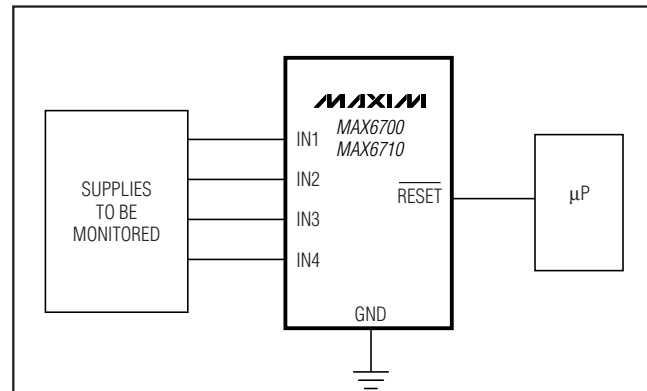 MAXIM
MAX6700
MAX6710
SUPPLIES
TO BE
MONITORED
IN1
IN2
IN3
IN4
RESET
GND
µP